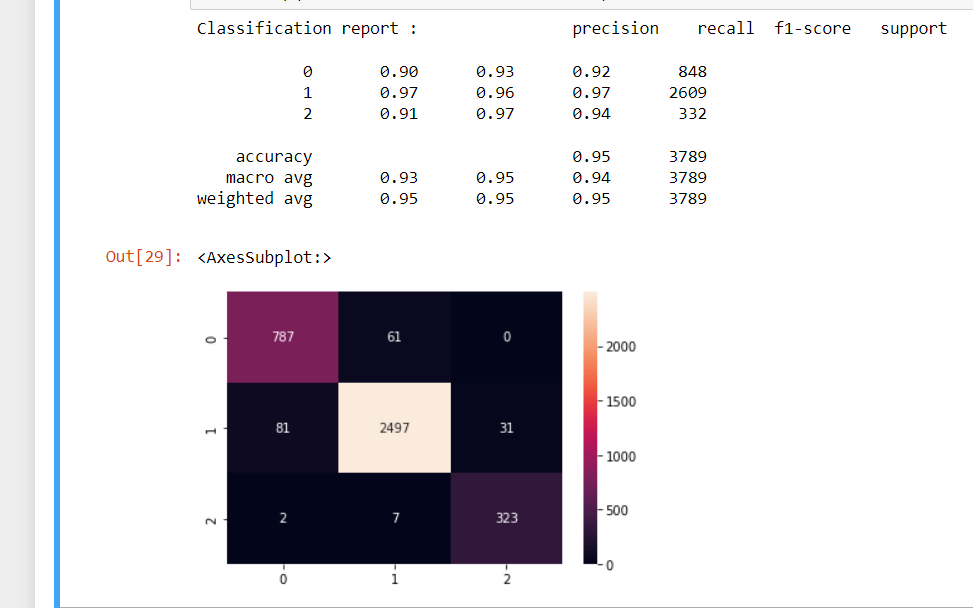 Classification report :                precision    recall  f1-score   support
0       0.90      0.93      0.92       848
1       0.97      0.96      0.97      2609
2       0.91      0.97      0.94       332
accuracy                           0.95      3789
macro avg       0.93      0.95      0.94      3789
weighted avg       0.95      0.95      0.95      3789
Out[29]: <AxesSubplot:>
0 787 61 0
2000
1500
1 81 2497 31
1000
500
2 2 7 323
0
0 1 2